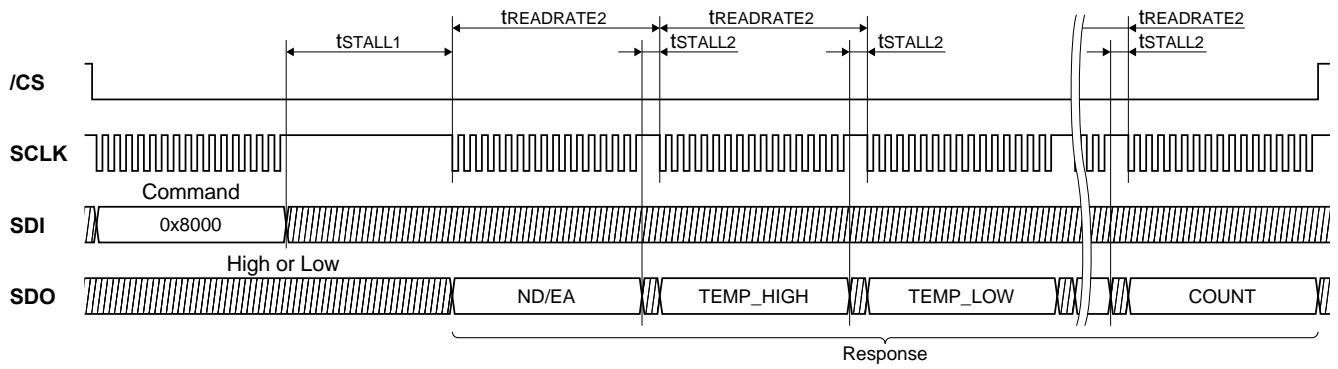 tREADRATE2 tREADRATE2 tREADRATE2
tSTALL1 tSTALL2 tSTALL2 tSTALL2
/CS
SCLK
Command
SDI 0x8000
High or Low
SDO ND/EA TEMP_HIGH TEMP_LOW COUNT
Response